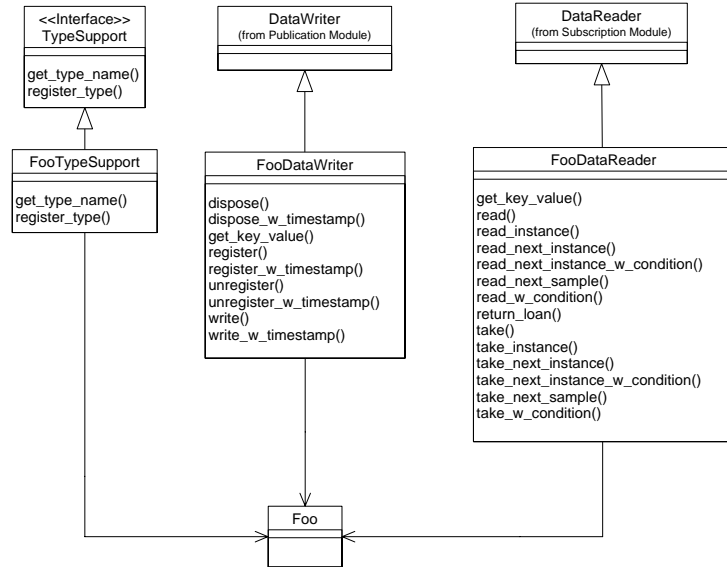 <<Interface>>
TypeSupport
get_type_name()
register_type()
DataWriter
(from Publication Module)
DataReader
(from Subscription Module)
FooTypeSupport
get_type_name()
register_type()
FooDataWriter
dispose()
dispose_w_timestamp()
get_key_value()
register()
register_w_timestamp()
unregister()
unregister_w_timestamp()
write()
write_w_timestamp()
FooDataReader
get_key_value()
read()
read_instance()
read_next_instance()
read_next_instance_w_condition()
read_next_sample()
read_w_condition()
return_loan()
take()
take_instance()
take_next_instance()
take_next_instance_w_condition()
take_next_sample()
take_w_condition()
Foo